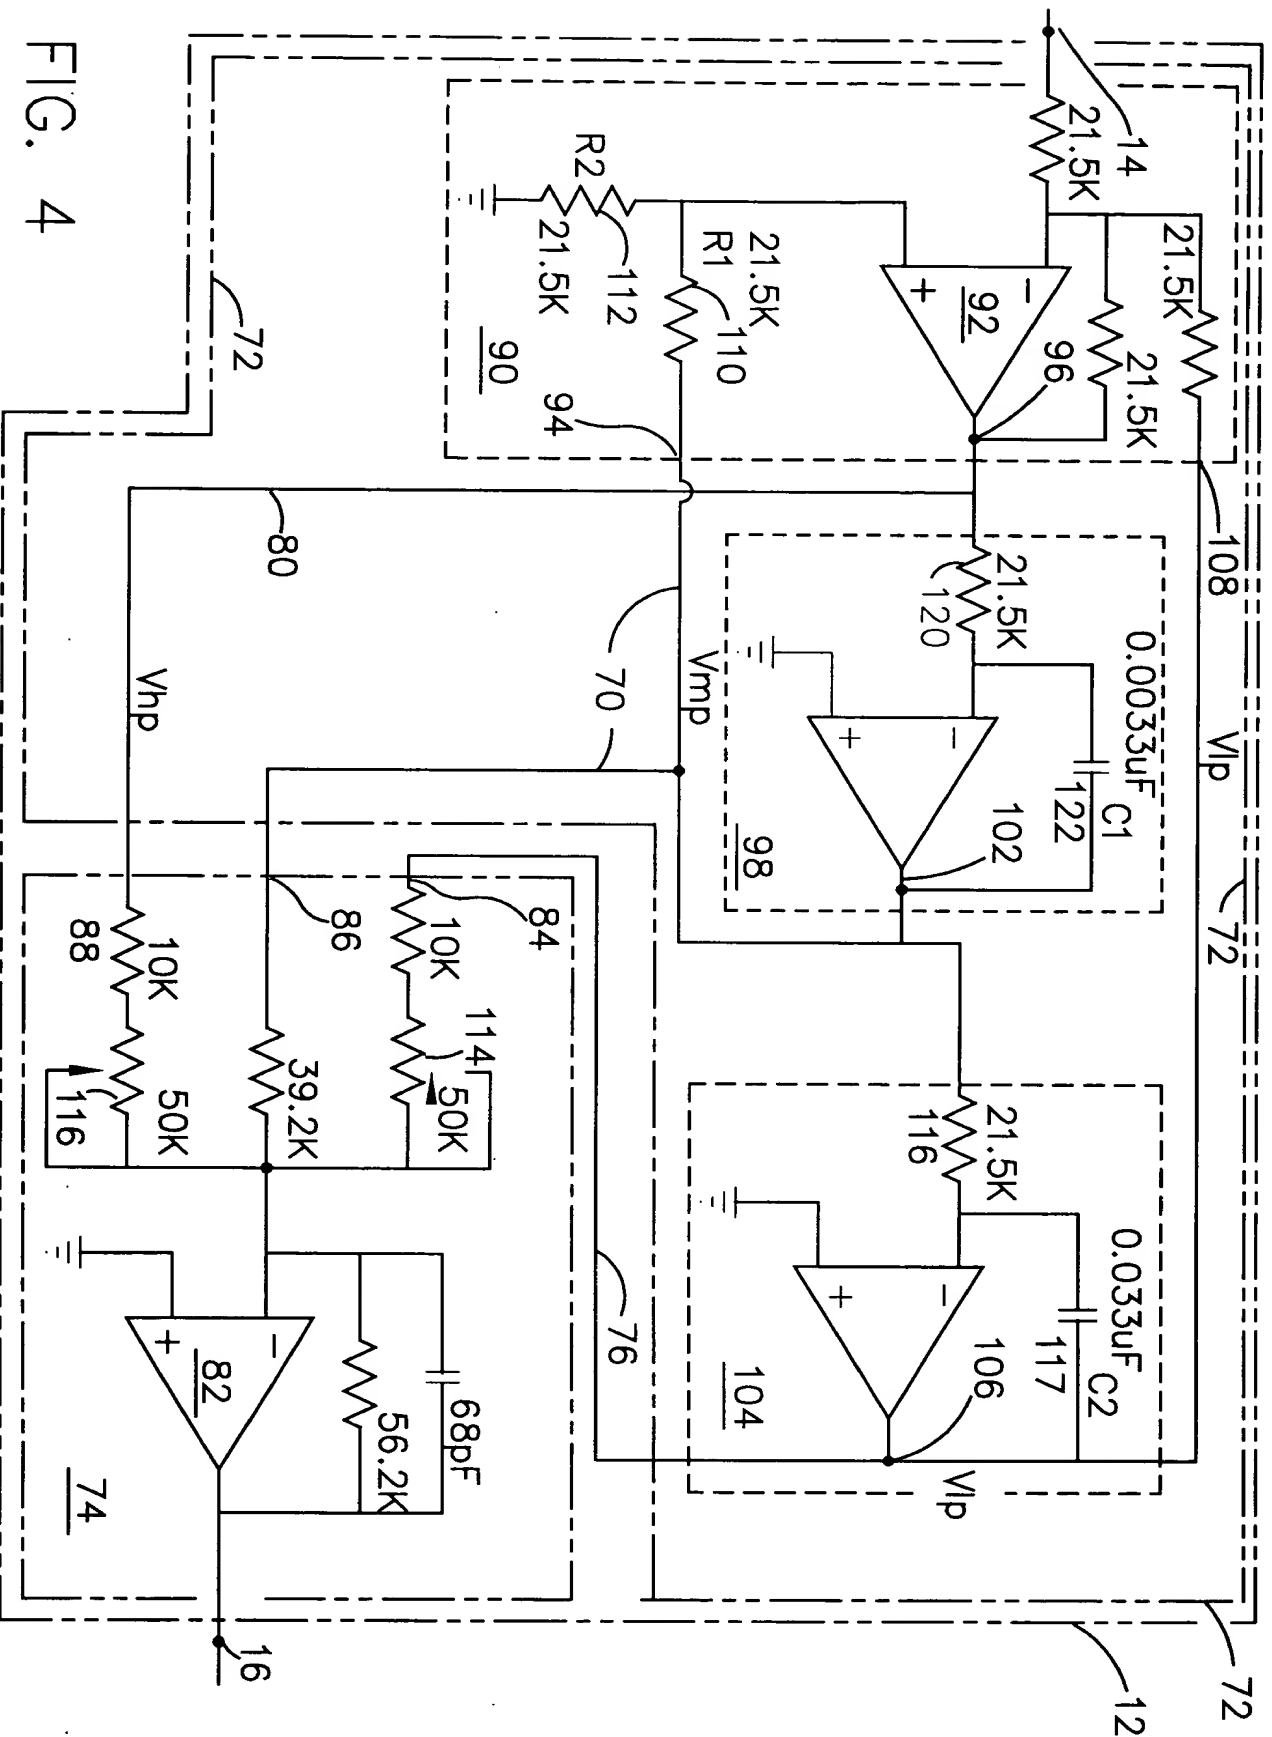 14
21.5K
21.5K
108
Vlp
72
21.5K
96
92
−
+
21.5K
R1
110
R2
112
21.5K
90
94
72
80
70
Vmp
Vhp
21.5K
120
0.0033uF
C1
122
−
+
102
98
21.5K
116
0.033uF
C2
117
−
+
106
104
Vlp
76
84
86
10K
114
50K
39.2K
10K
88
50K
116
−
+
82
68pF
56.2K
74
16
72
12
FIG. 4